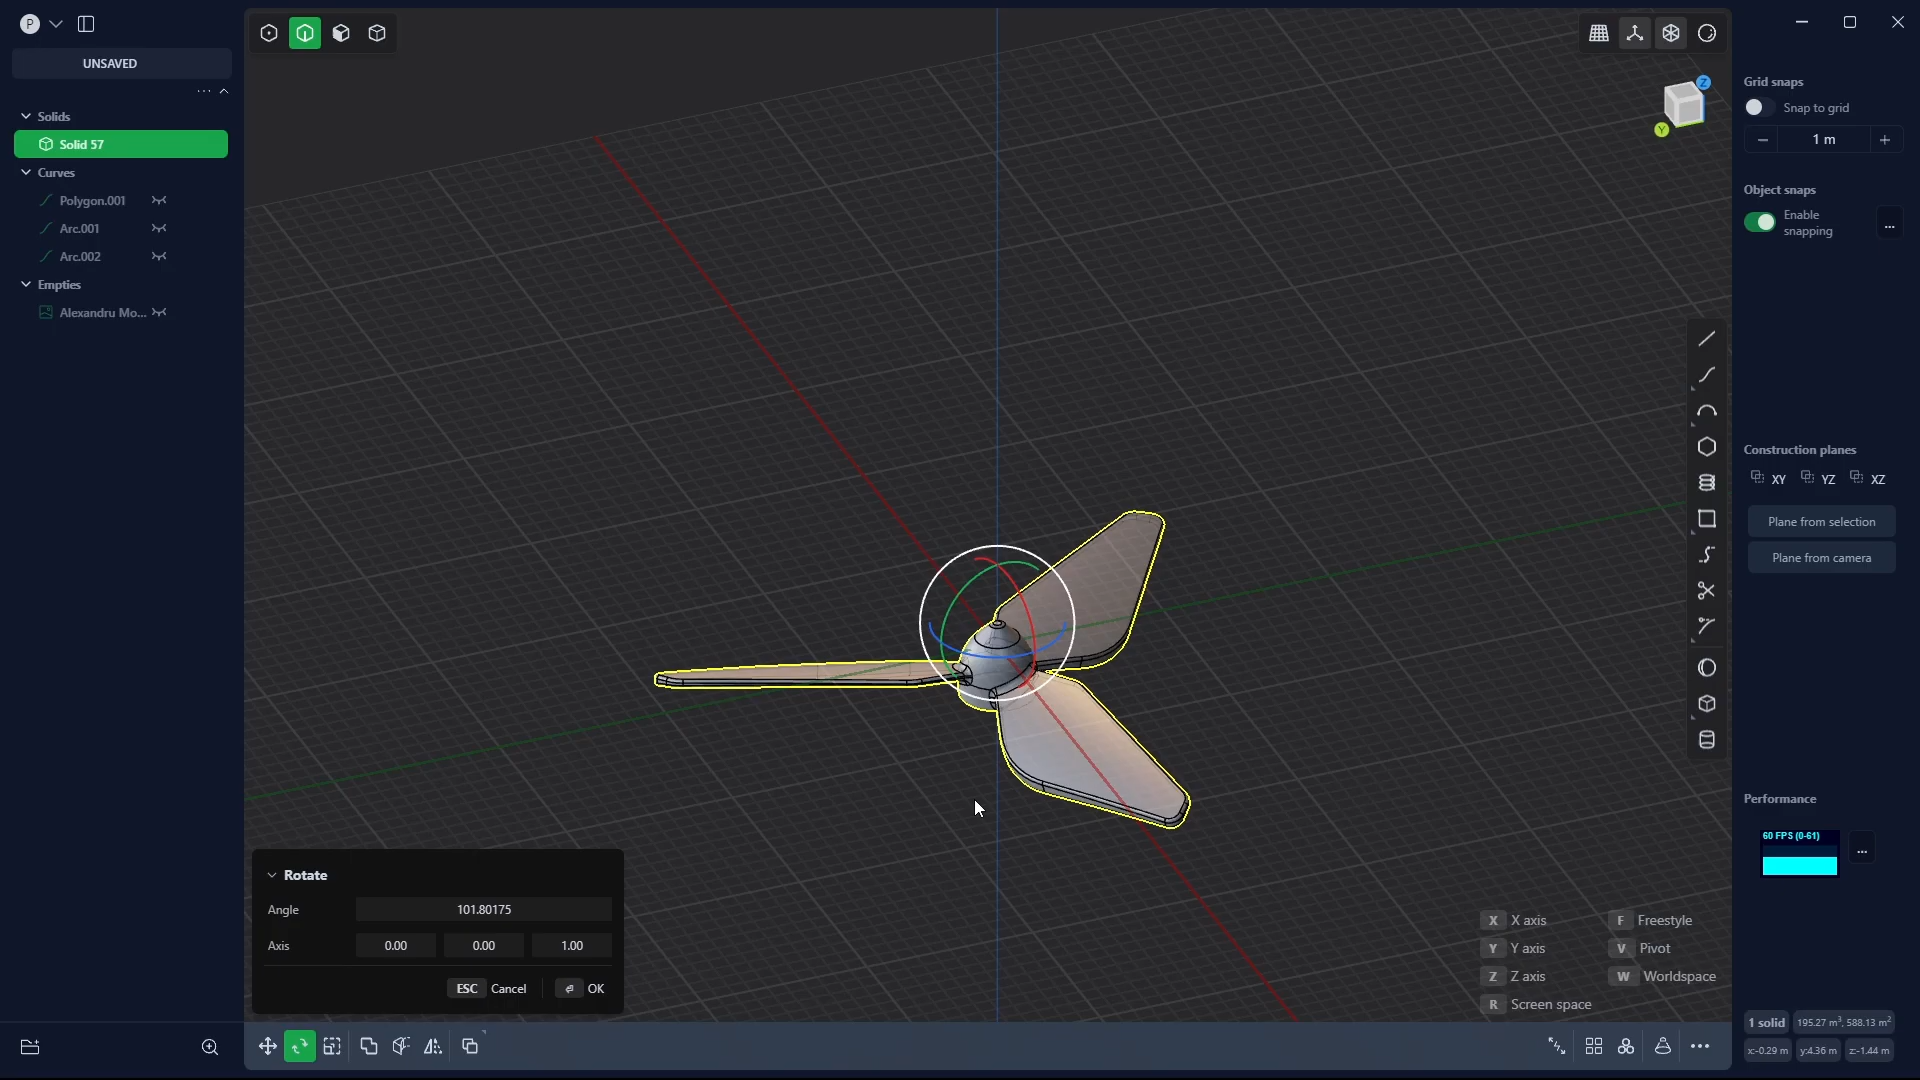 P
UNSAVED
Solids
Solid 57
Curves
Polygon.001
Arc.001
Arc.002
Empties
Alexandru Mo...
Z
Y
Grid snaps
Snap to grid
1 m
Object snaps
Enable
snapping
...
Construction planes
XY YZ XZ
Plane from selection
Plane from camera
Performance
60 FPS (0-61)
...
Rotate
Angle 101.80175
Axis 0.00 0.00 1.00
ESC Cancel OK
X X axis F Freestyle
Y Y axis V Pivot
Z Z axis W Worldspace
R Screen space
1 solid 195.27 m³, 588.13 m²
x:-0.29 m y:4.36 m z:-1.44 m